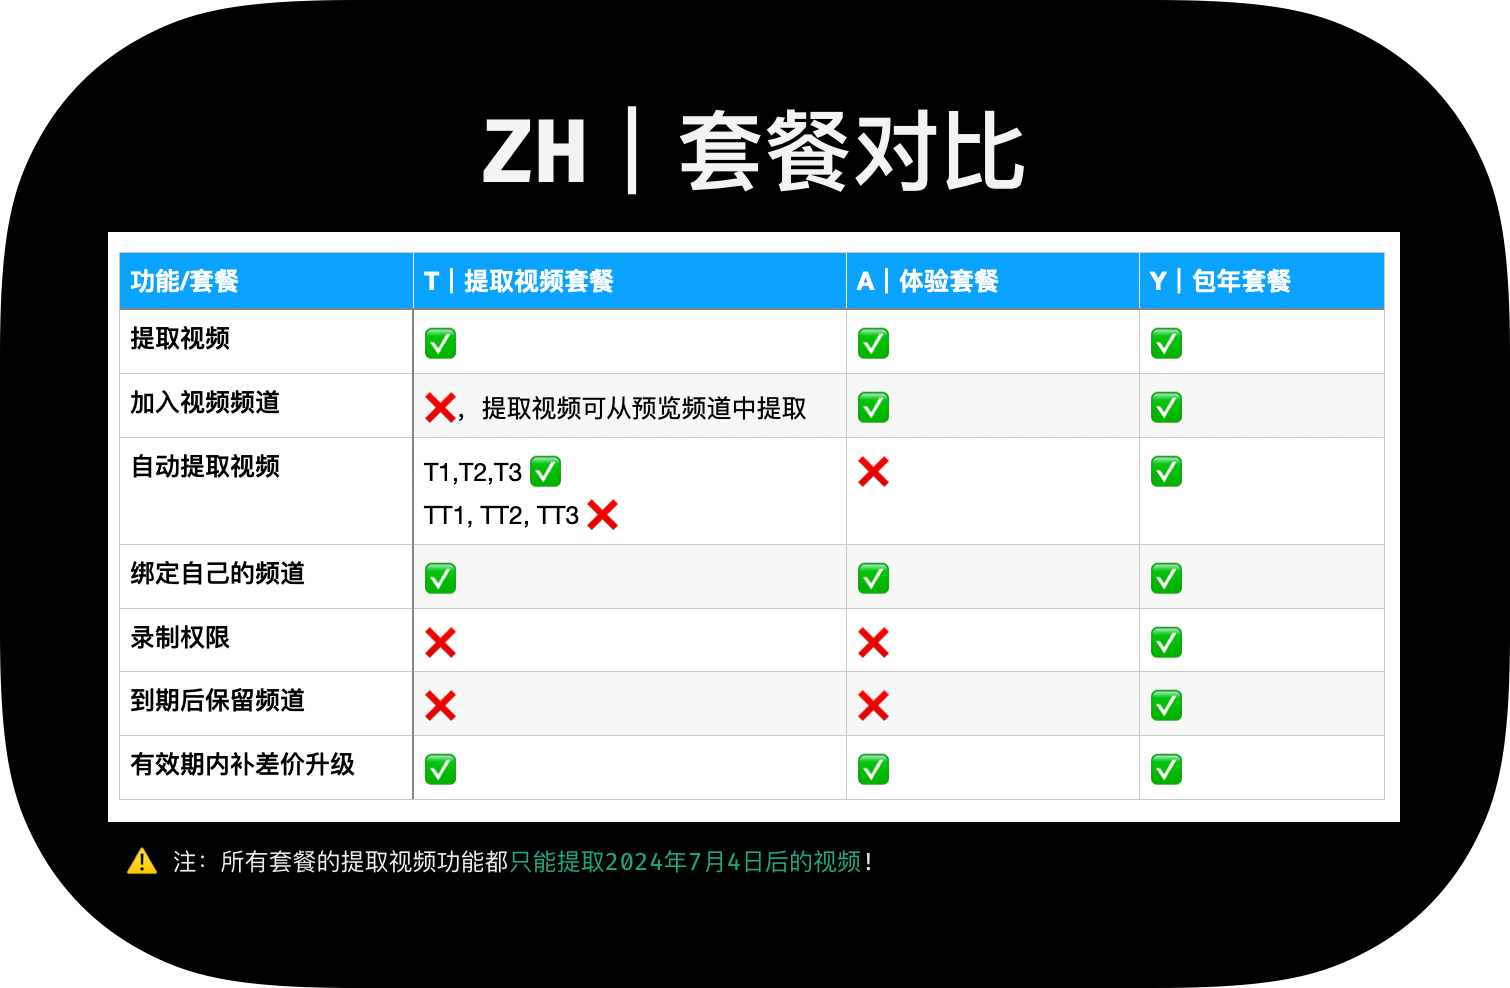 ZH｜套餐对比
功能/套餐 T｜提取视频套餐 A｜体验套餐 Y｜包年套餐
提取视频 ✅ ✅ ✅
加入视频频道 ❌，提取视频可从预览频道中提取 ✅ ✅
自动提取视频 T1,T2,T3 ✅ ❌ ✅
TT1, TT2, TT3 ❌
绑定自己的频道 ✅ ✅ ✅
录制权限 ❌ ❌ ✅
到期后保留频道 ❌ ❌ ✅
有效期内补差价升级 ✅ ✅ ✅
⚠️ 注：所有套餐的提取视频功能都只能提取2024年7月4日后的视频！